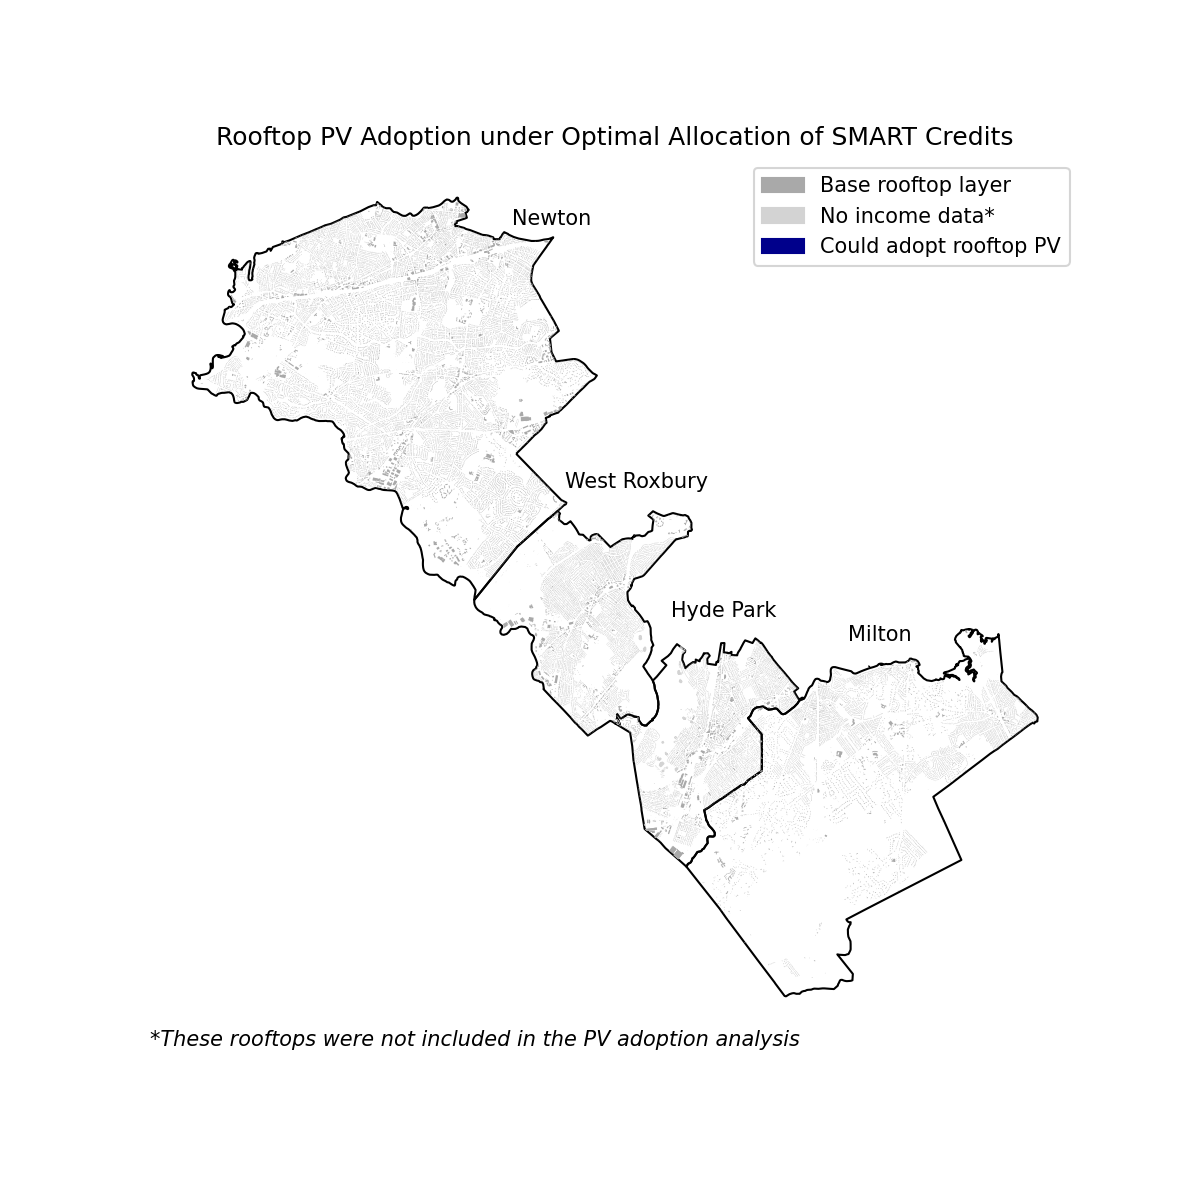 Rooftop PV Adoption under Optimal Allocation of SMART Credits
Base rooftop layer
No income data*
Could adopt rooftop PV
Newton
West Roxbury
Hyde Park
Milton
*These rooftops were not included in the PV adoption analysis